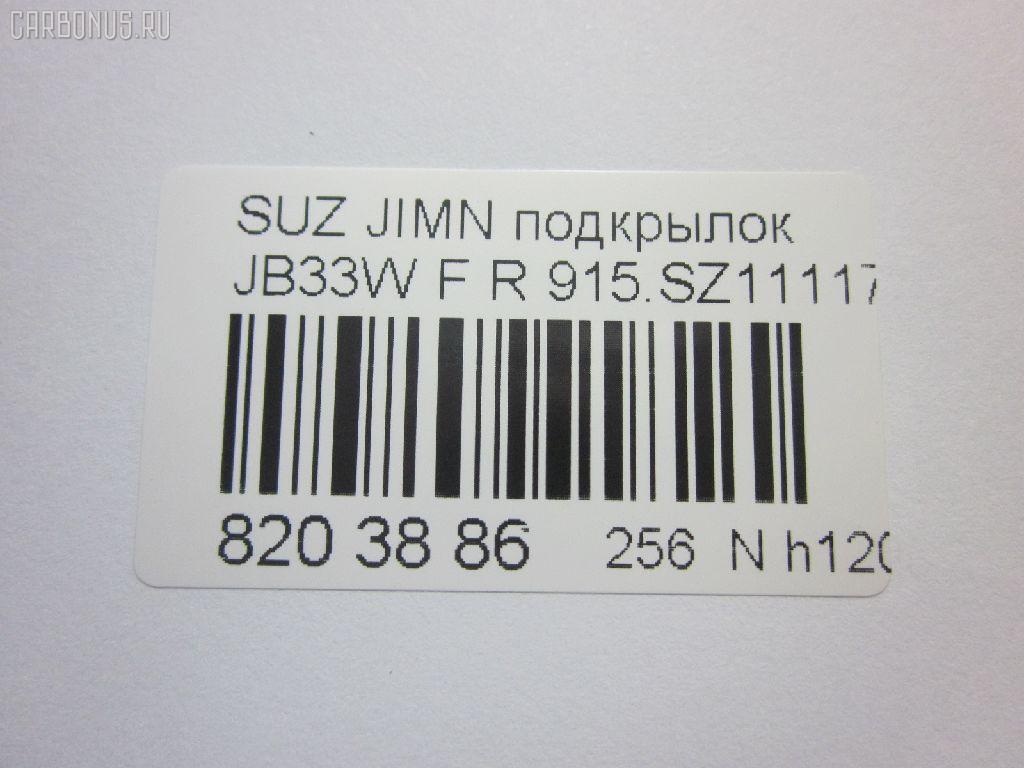 CARBONUS.RU
SUZ JIMN подкрылок
JB33W F R 915.SZ11117
820 38 86 256 N h120